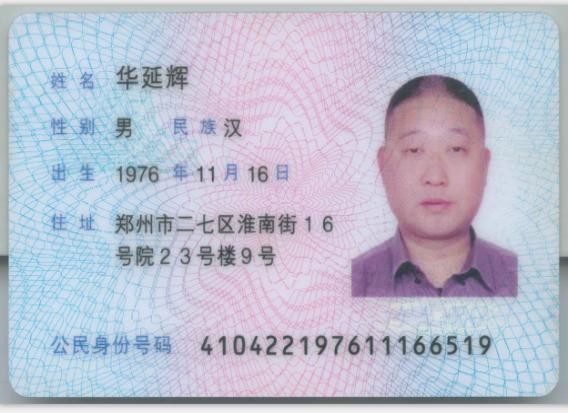 姓名 华延辉
性别 男 民族 汉
出生 1976 年 11 月 16 日
住址 郑州市二七区淮南街16
号院23号楼9号
公民身份号码 410422197611166519